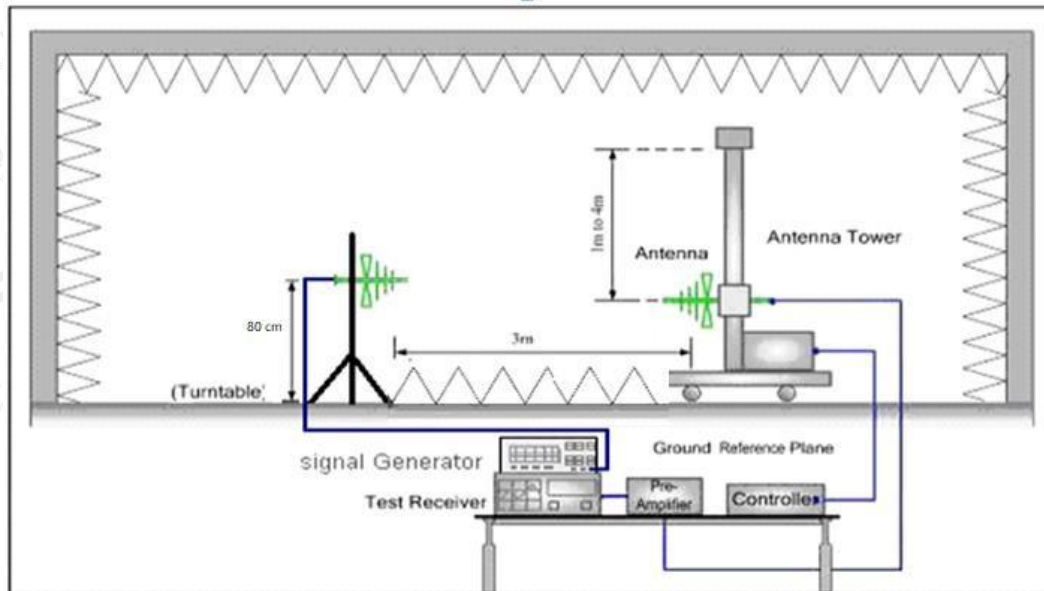 1m to 4m
Antenna
Antenna Tower
80 cm
3m
(Turntable)
Ground Reference Plane
signal Generator
Test Receiver
Pre-
Amplifier
Controller